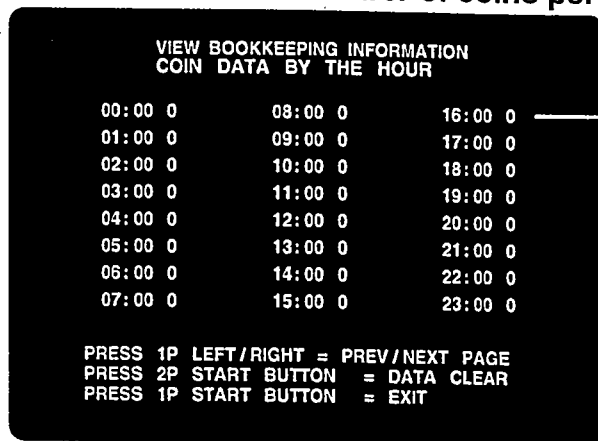 of coins per
VIEW BOOKKEEPING INFORMATION
COIN DATA BY THE HOUR
00:00 0 08:00 0 16:00 0
01:00 0 09:00 0 17:00 0
02:00 0 10:00 0 18:00 0
03:00 0 11:00 0 19:00 0
04:00 0 12:00 0 20:00 0
05:00 0 13:00 0 21:00 0
06:00 0 14:00 0 22:00 0
07:00 0 15:00 0 23:00 0
PRESS 1P LEFT/RIGHT = PREV/NEXT PAGE
PRESS 2P START BUTTON = DATA CLEAR
PRESS 1P START BUTTON = EXIT